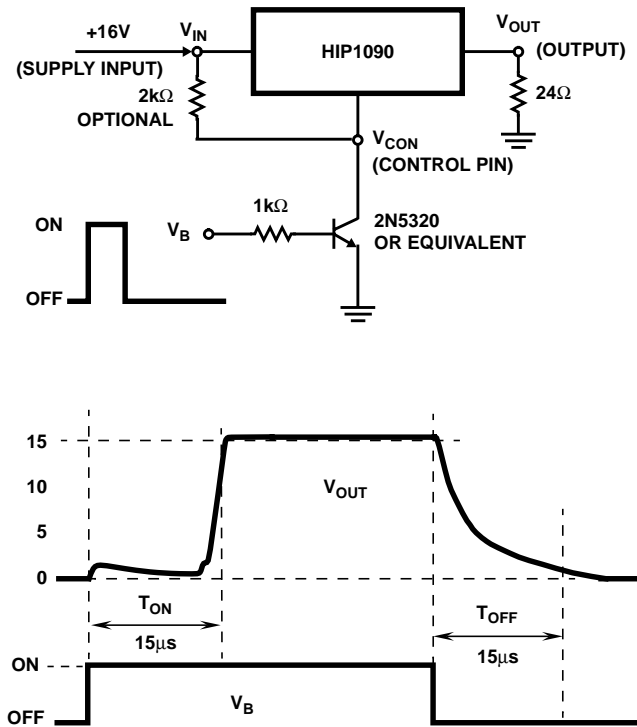 +16V
(SUPPLY INPUT)
VIN
HIP1090
VOUT
(OUTPUT)
2kΩ
OPTIONAL
24Ω
VCON
(CONTROL PIN)
VB
1kΩ
2N5320
OR EQUIVALENT
ON
OFF
15
10
5
0
VOUT
TON
15μs
TOFF
15μs
ON
OFF
VB